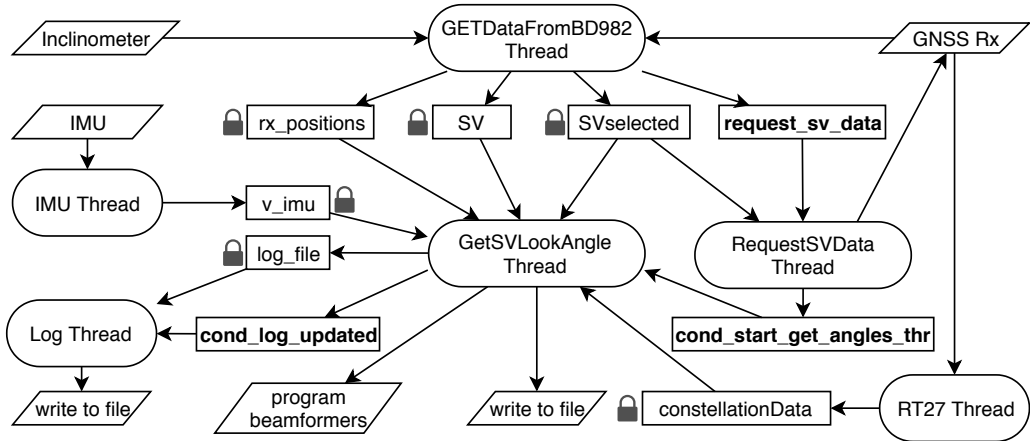 Inclinometer
GETDataFromBD982
Thread
GNSS Rx
IMU
rx_positions
SV
SVselected
request_sv_data
IMU Thread
v_imu
GetSVLookAngle
Thread
RequestSVData
Thread
log_file
Log Thread
cond_log_updated
cond_start_get_angles_thr
write to file
program
beamformers
write to file
constellationData
RT27 Thread